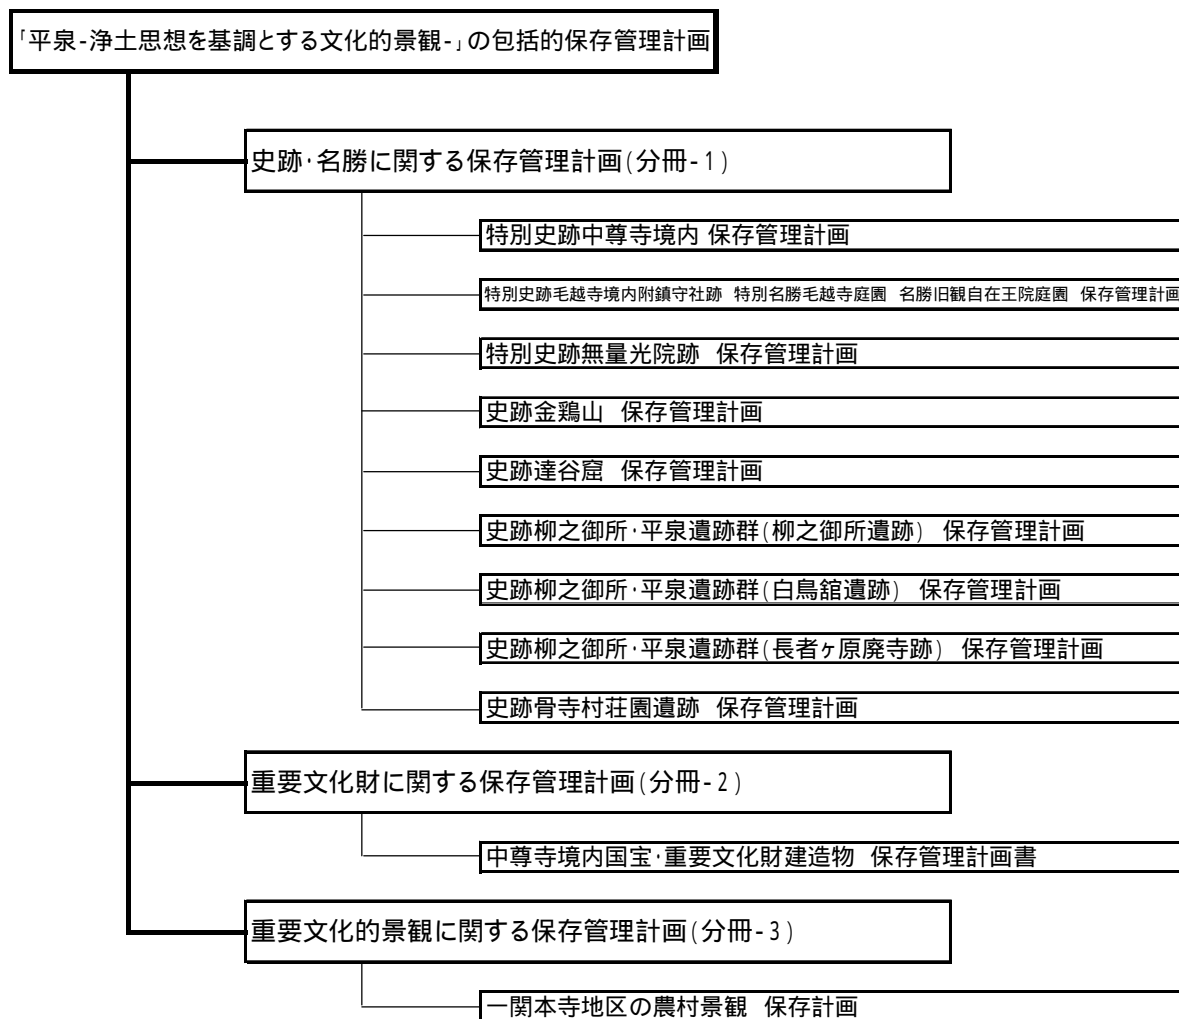 「平泉-浄土思想を基調とする文化的景観-」の包括的保存管理計画
史跡・名勝に関する保存管理計画(分冊-1)
特別史跡中尊寺境内 保存管理計画
特別史跡毛越寺境内附鎮守社跡 特別名勝毛越寺庭園 名勝旧観自在王院庭園 保存管理計画
特別史跡無量光院跡 保存管理計画
史跡金鶏山 保存管理計画
史跡達谷窟 保存管理計画
史跡柳之御所・平泉遺跡群(柳之御所遺跡) 保存管理計画
史跡柳之御所・平泉遺跡群(白鳥舘遺跡) 保存管理計画
史跡柳之御所・平泉遺跡群(長者ヶ原廃寺跡) 保存管理計画
史跡骨寺村荘園遺跡 保存管理計画
重要文化財に関する保存管理計画(分冊-2)
中尊寺境内国宝・重要文化財建造物 保存管理計画書
重要文化的景観に関する保存管理計画(分冊-3)
一関本寺地区の農村景観 保存計画